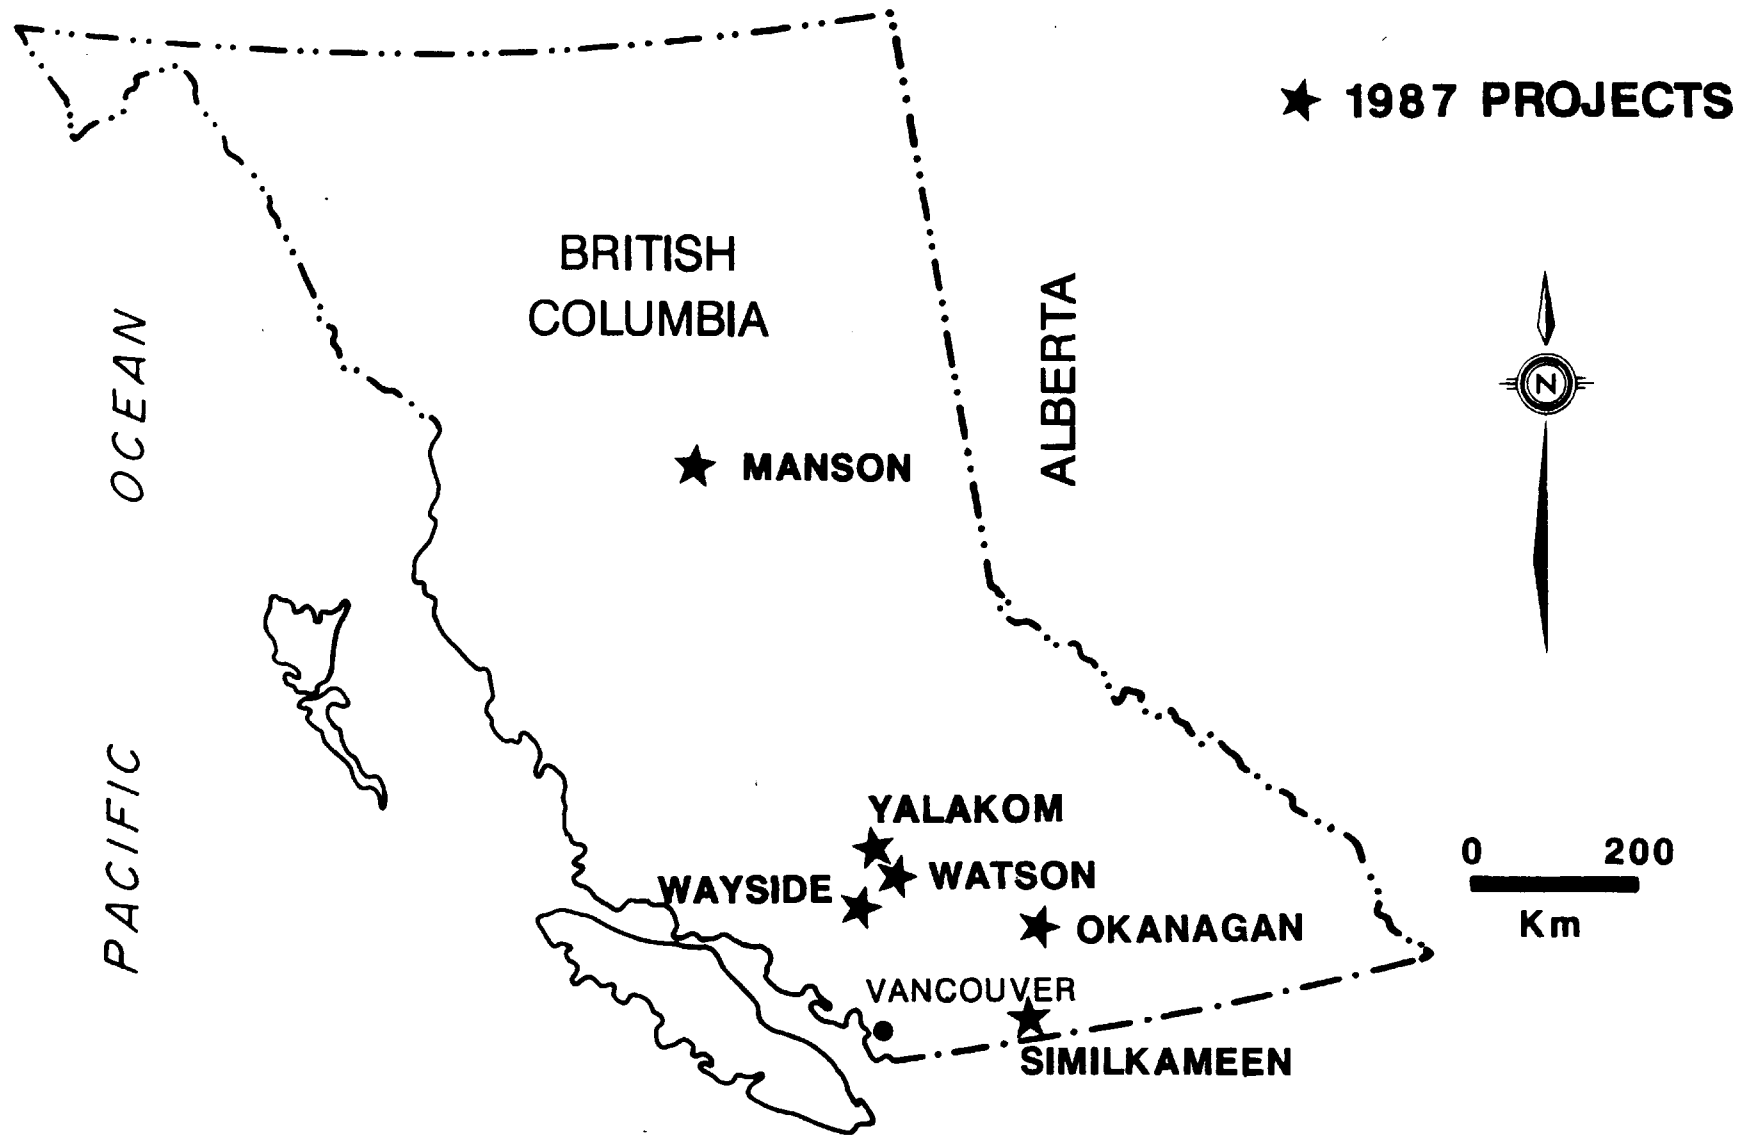 ★ 1987 PROJECTS
BRITISH
COLUMBIA
ALBERTA
PACIFIC OCEAN
N
★ MANSON
YALAKOM
WATSON
WAYSIDE
OKANAGAN
VANCOUVER
SIMILKAMEEN
0 200
Km